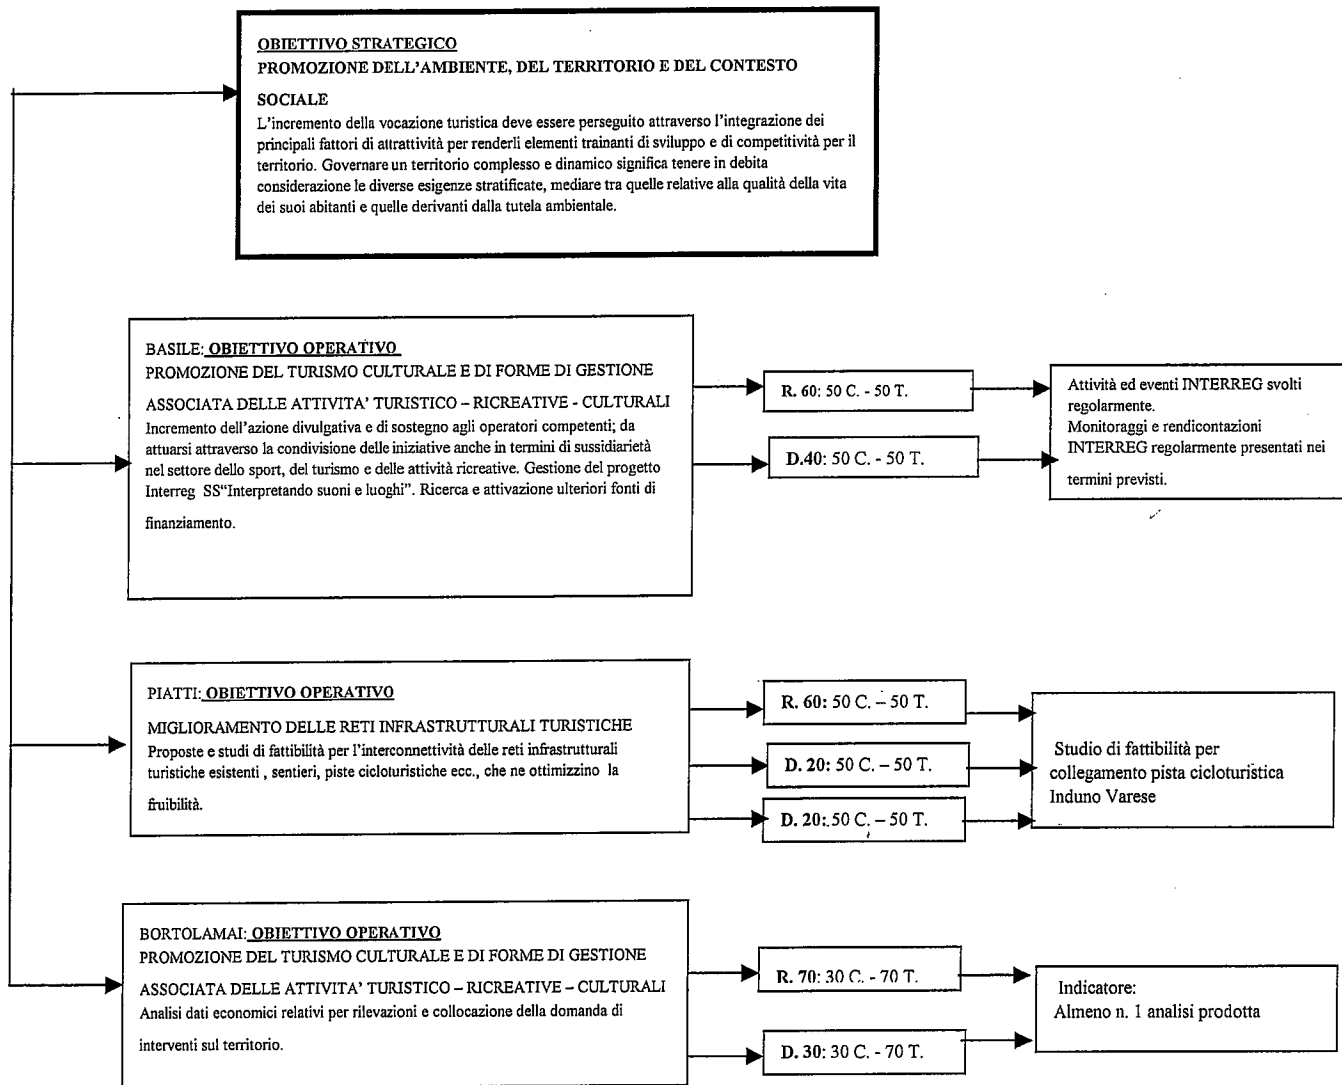 OBIETTIVO STRATEGICO
PROMOZIONE DELL'AMBIENTE, DEL TERRITORIO E DEL CONTESTO
SOCIALE
L'incremento della vocazione turistica deve essere perseguito attraverso l'integrazione dei
principali fattori di attrattività per renderli elementi trainanti di sviluppo e di competitività per il
territorio. Governare un territorio complesso e dinamico significa tenere in debita
considerazione le diverse esigenze stratificate, mediare tra quelle relative alla qualità della vita
dei suoi abitanti e quelle derivanti dalla tutela ambientale.
BASILE: OBIETTIVO OPERATIVO
PROMOZIONE DEL TURISMO CULTURALE E DI FORME DI GESTIONE
ASSOCIATA DELLE ATTIVITA' TURISTICO – RICREATIVE - CULTURALI
Incremento dell'azione divulgativa e di sostegno agli operatori competenti; da
attuarsi attraverso la condivisione delle iniziative anche in termini di sussidiarietà
nel settore dello sport, del turismo e delle attività ricreative. Gestione del progetto
Interreg SS"Interpretando suoni e luoghi". Ricerca e attivazione ulteriori fonti di
finanziamento.
R. 60: 50 C. - 50 T.
D.40: 50 C. - 50 T.
Attività ed eventi INTERREG svolti
regolarmente.
Monitoraggi e rendicontazioni
INTERREG regolarmente presentati nei
termini previsti.
PIATTI: OBIETTIVO OPERATIVO
MIGLIORAMENTO DELLE RETI INFRASTRUTTURALI TURISTICHE
Proposte e studi di fattibilità per l'interconnettività delle reti infrastrutturali
turistiche esistenti , sentieri, piste cicloturistiche ecc., che ne ottimizzino la
fruibilità.
R. 60: 50 C. – 50 T.
D. 20: 50 C. – 50 T.
D. 20: 50 C. – 50 T.
Studio di fattibilità per
collegamento pista cicloturistica
Induno Varese
BORTOLAMAI: OBIETTIVO OPERATIVO
PROMOZIONE DEL TURISMO CULTURALE E DI FORME DI GESTIONE
ASSOCIATA DELLE ATTIVITA' TURISTICO – RICREATIVE - CULTURALI
Analisi dati economici relativi per rilevazioni e collocazione della domanda di
interventi sul territorio.
R. 70: 30 C. - 70 T.
D. 30: 30 C. - 70 T.
Indicatore:
Almeno n. 1 analisi prodotta